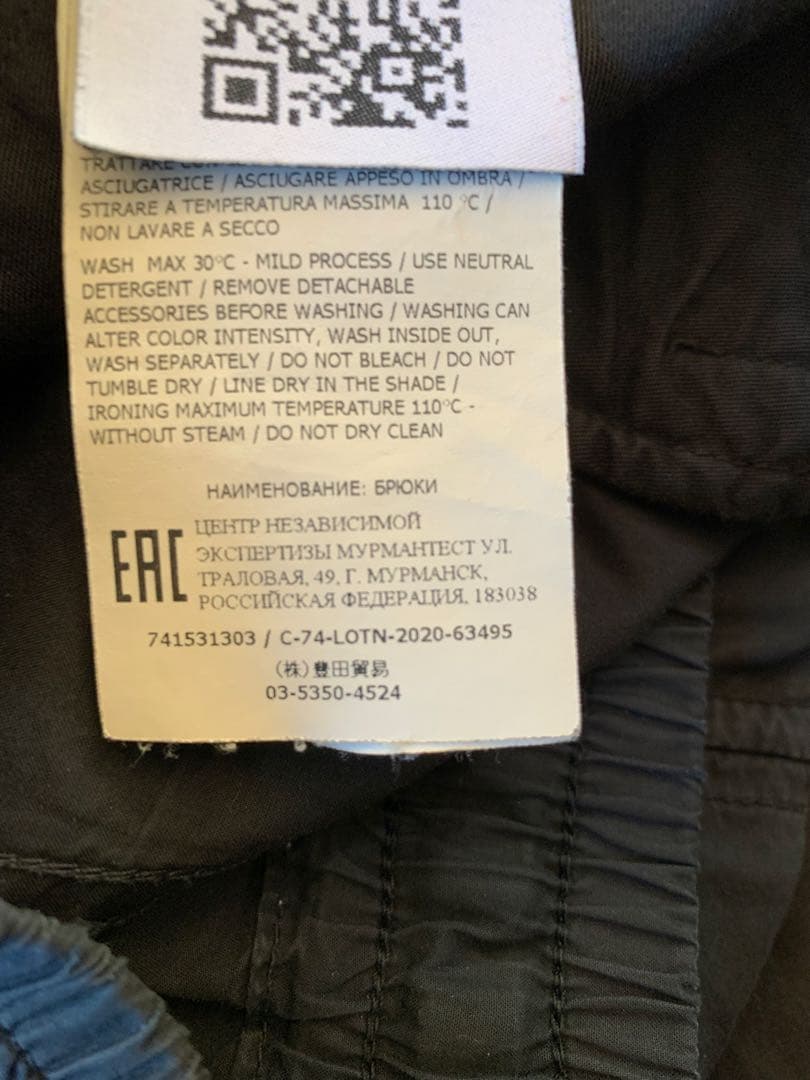 TRATTARE
ASCIUGATRICE / ASCIUGARE APPESO IN OMBRA /
STIRARE A TEMPERATURA MASSIMA 110 °C /
NON LAVARE A SECCO
WASH MAX 30°C - MILD PROCESS / USE NEUTRAL
DETERGENT / REMOVE DETACHABLE
ACCESSORIES BEFORE WASHING / WASHING CAN
ALTER COLOR INTENSITY, WASH INSIDE OUT,
WASH SEPARATELY / DO NOT BLEACH / DO NOT
TUMBLE DRY / LINE DRY IN THE SHADE /
IRONING MAXIMUM TEMPERATURE 110°C -
WITHOUT STEAM / DO NOT DRY CLEAN
НАИМЕНОВАНИЕ: БРЮКИ
EAC
ЦЕНТР НЕЗАВИСИМОЙ
ЭКСПЕРТИЗЫ МУРМАНТЕСТ УЛ.
ТРАЛОВАЯ, 49, Г. МУРМАНСК,
РОССИЙСКАЯ ФЕДЕРАЦИЯ, 183038
741531303 / C-74-LOTN-2020-63495
(株)豊田貿易
03-5350-4524